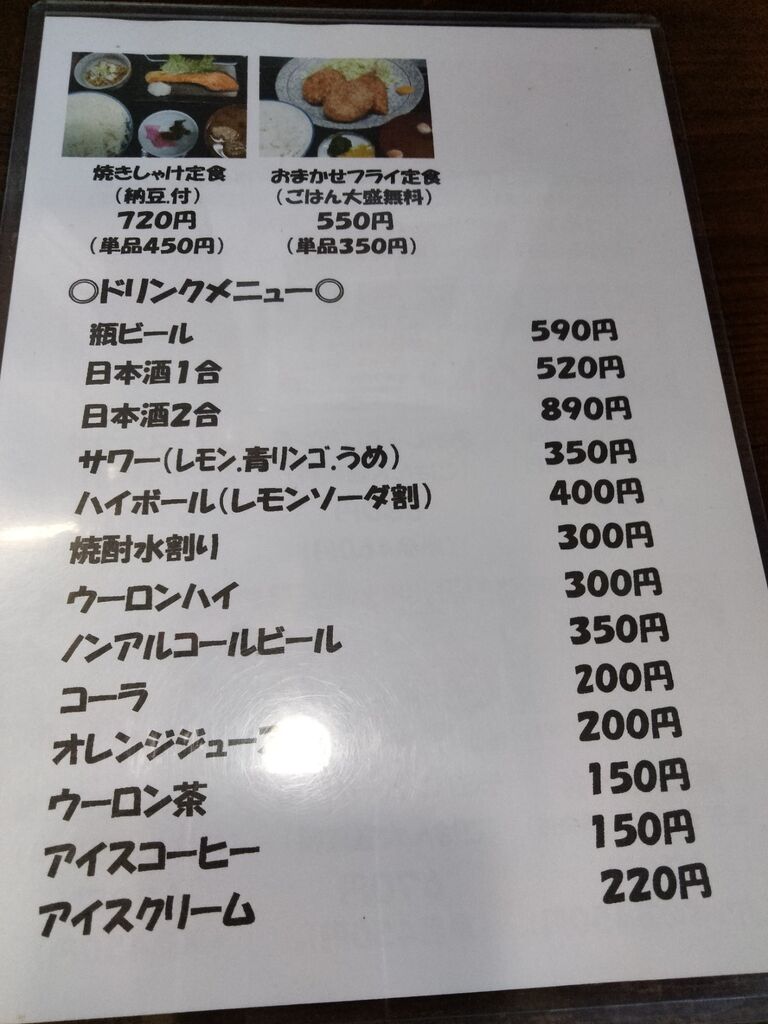 焼きしゃけ定食
(納豆.付)
720円
(単品450円)
おまかせフライ定食
(ごはん大盛無料)
550円
(単品350円)
○ドリンクメニュー○
瓶ビール 590円
日本酒1合 520円
日本酒2合 890円
サワー(レモン.青リンゴ.うめ) 350円
ハイボール(レモンソーダ割) 400円
焼酎水割り 300円
ウーロンハイ 300円
ノンアルコールビール 350円
コーラ 200円
オレンジジュース 200円
ウーロン茶 150円
アイスコーヒー 150円
アイスクリーム 220円